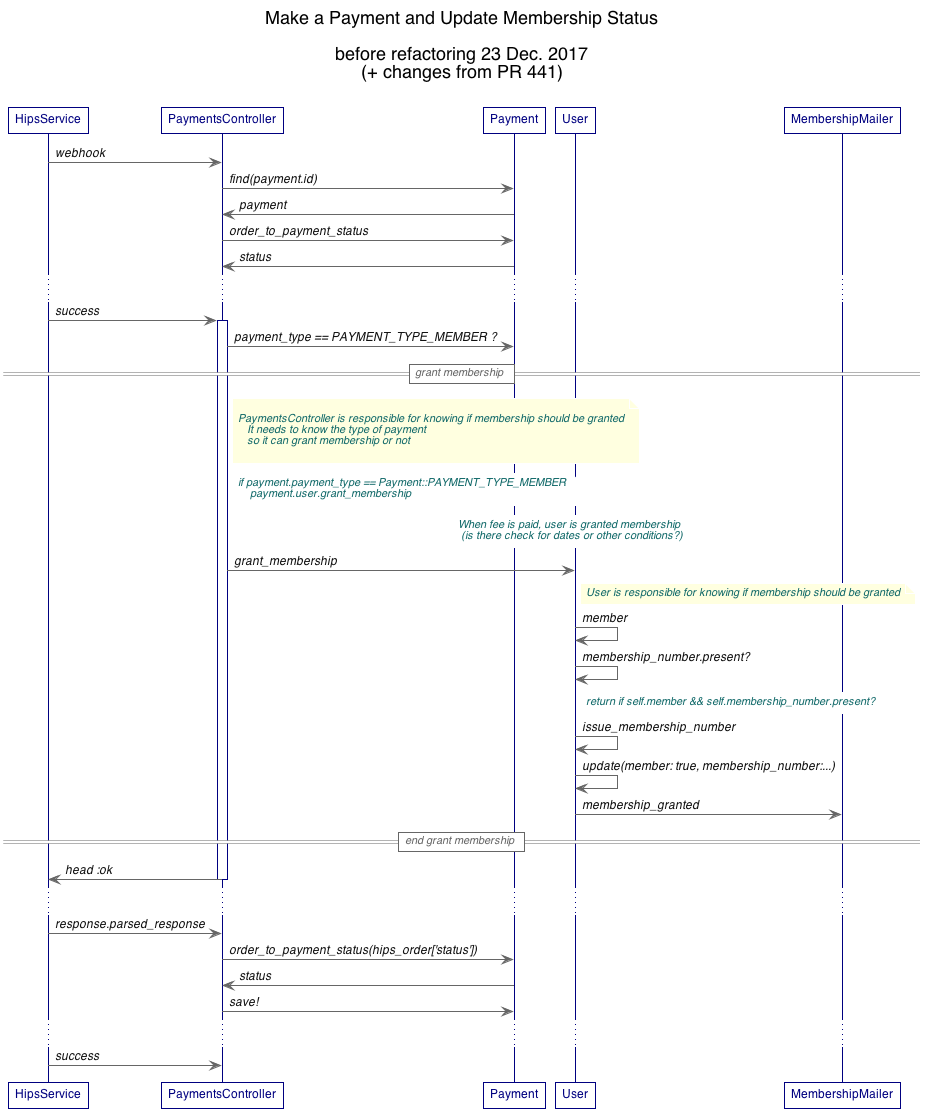 Make a Payment and Update Membership Status
before refactoring 23 Dec. 2017
(+ changes from PR 441)
HipsService
PaymentsController
Payment
User
MembershipMailer
webhook
find(payment.id)
payment
order_to_payment_status
status
success
payment_type == PAYMENT_TYPE_MEMBER ?
grant membership
PaymentsController is responsible for knowing if membership should be granted
It needs to know the type of payment
so it can grant membership or not
if payment.payment_type == Payment::PAYMENT_TYPE_MEMBER
payment.user.grant_membership
When fee is paid, user is granted membership
(is there check for dates or other conditions?)
grant_membership
User is responsible for knowing if membership should be granted
member
membership_number.present?
return if self.member && self.membership_number.present?
issue_membership_number
update(member: true, membership_number:...)
membership_granted
end grant membership
head :ok
response.parsed_response
order_to_payment_status(hips_order['status'])
status
save!
success
HipsService
PaymentsController
Payment
User
MembershipMailer